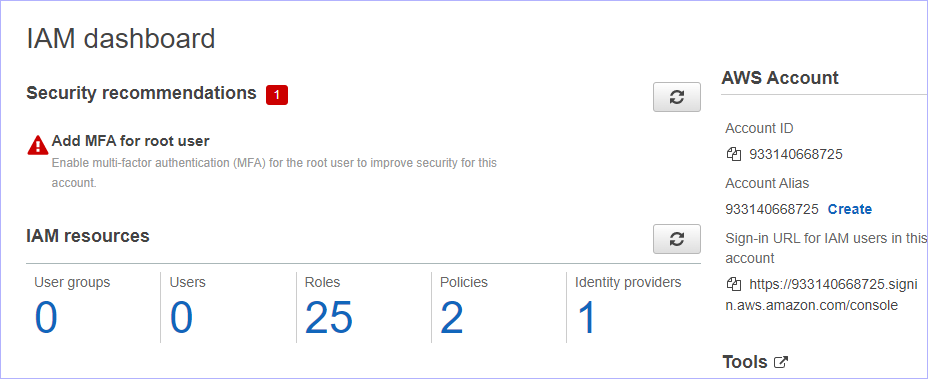 IAM dashboard
Security recommendations 1
Add MFA for root user
Enable multi-factor authentication (MFA) for the root user to improve security for this
account.
IAM resources
User groups
0
Users
0
Roles
25
Policies
2
Identity providers
1
AWS Account
Account ID
933140668725
Account Alias
933140668725 Create
Sign-in URL for IAM users in this
account
https://933140668725.signi
n.aws.amazon.com/console
Tools